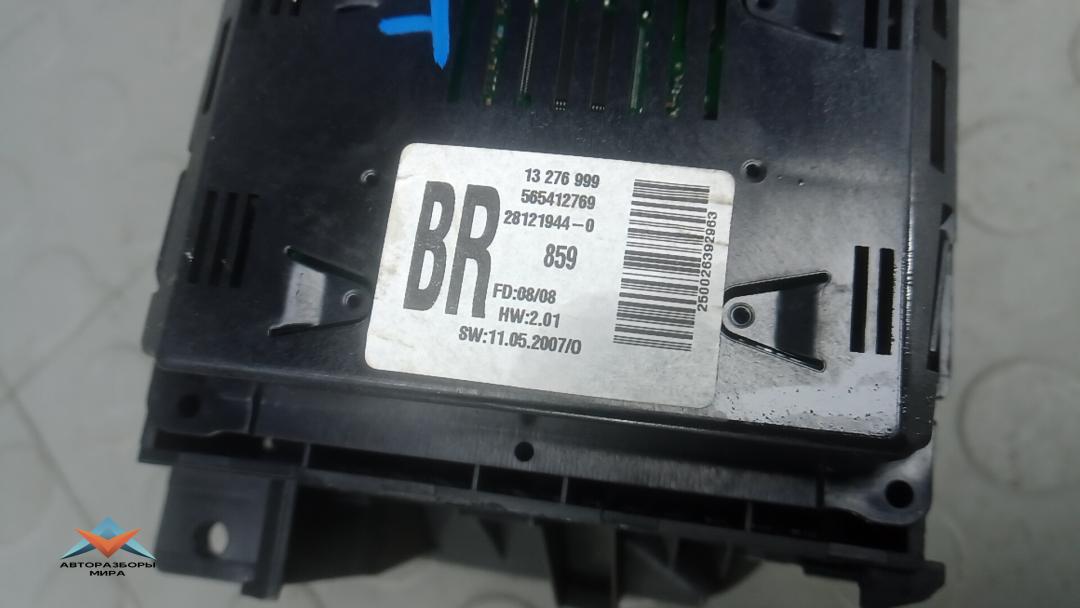 13 276 999
565412769
28121944-0
BR
859
FD:08/08
HW:2.01
SW:11.05.2007/0
250026392963
АВТОРАЗБОРЫ
МИРА